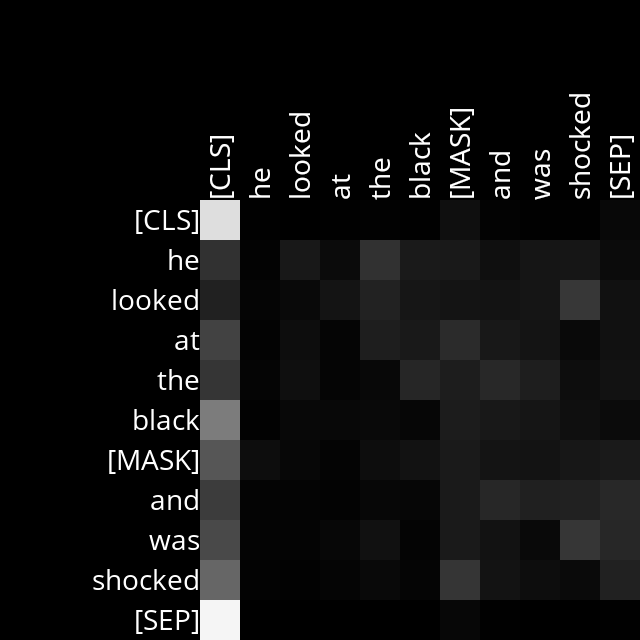 [CLS] he looked at the black [MASK] and was shocked [SEP]
[CLS]
he
looked
at
the
black
[MASK]
and
was
shocked
[SEP]